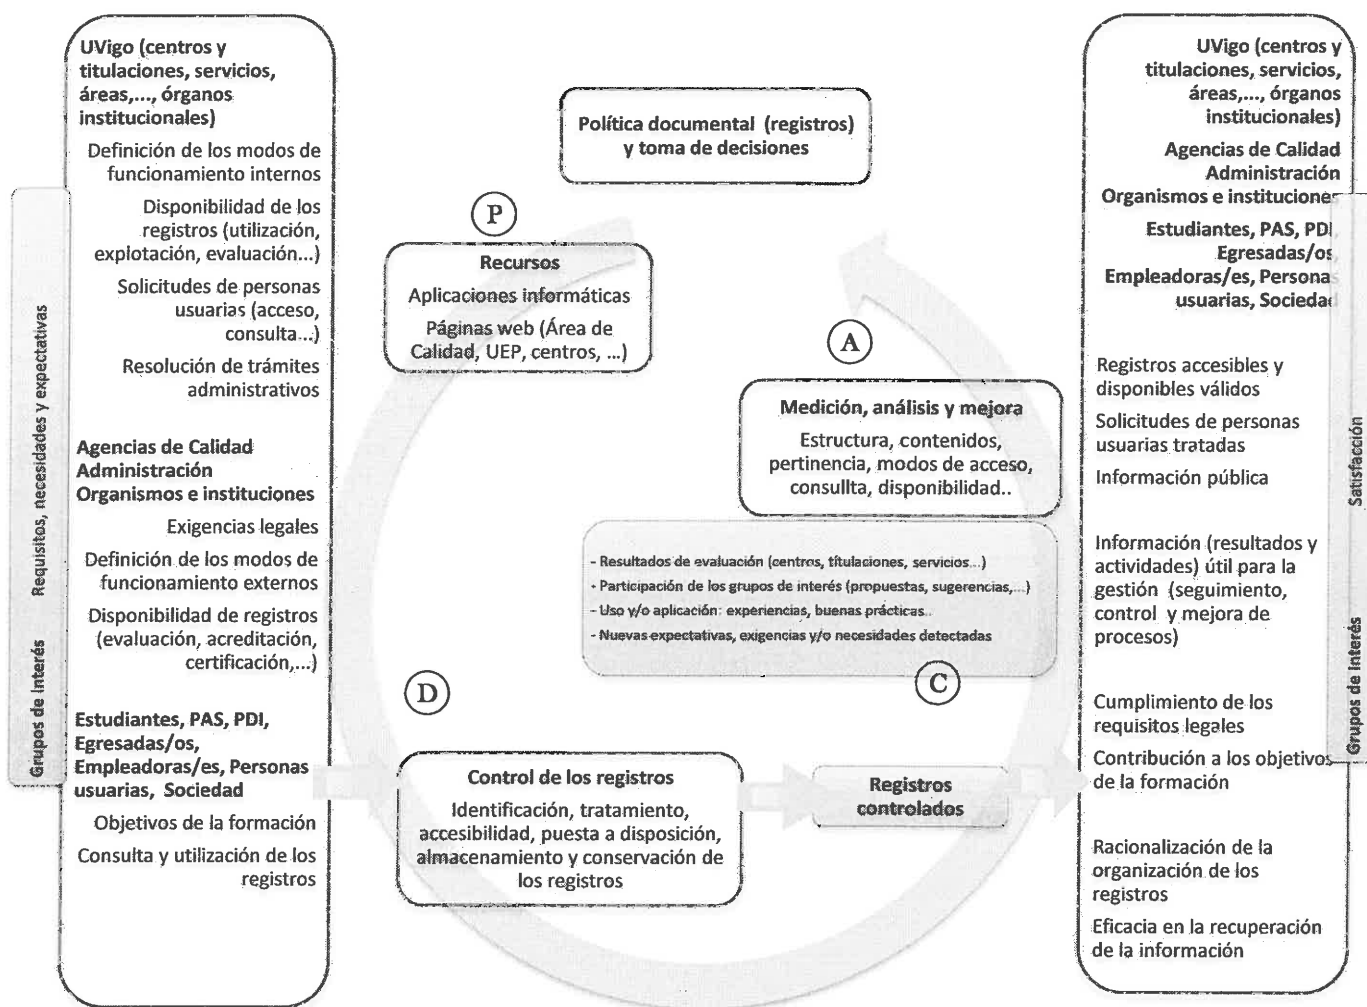 UVigo (centros y
titulaciones, servicios,
áreas,..., órganos
institucionales)
Definición de los modos de
funcionamiento internos
Disponibilidad de los
registros (utilización,
explotación, evaluación...)
Solicitudes de personas
usuarias (acceso,
consulta...)
Resolución de trámites
administrativos
Agencias de Calidad
Administración
Organismos e instituciones
Exigencias legales
Definición de los modos de
funcionamiento externos
Disponibilidad de registros
(evaluación, acreditación,
certificación,...)
Estudiantes, PAS, PDI,
Egresadas/os,
Empleadoras/es, Personas
usuarias, Sociedad
Objetivos de la formación
Consulta y utilización de los
registros
Grupos de Interés Requisitos, necesidades y expectativas
Política documental (registros)
y toma de decisiones
P
Recursos
Aplicaciones informáticas
Páginas web (Área de
Calidad, UEP, centros, ...)
A
Medición, análisis y mejora
Estructura, contenidos,
pertinencia, modos de acceso,
consullta, disponibilidad..
- Resultados de evaluación (centros, titulaciones, servicios...)
- Participación de los grupos de interés (propuestas, sugerencias,...)
- Uso y/o aplicación: experiencias, buenas prácticas..
- Nuevas expectativas, exigencias y/o necesidades detectadas
D
C
Control de los registros
Identificación, tratamiento,
accesibilidad, puesta a disposición,
almacenamiento y conservación de
los registros
Registros
controlados
UVigo (centros y
titulaciones, servicios,
áreas,..., órganos
institucionales)
Agencias de Calidad
Administración
Organismos e instituciones
Estudiantes, PAS, PDI,
Egresadas/os,
Empleadoras/es, Personas
usuarias, Sociedad
Registros accesibles y
disponibles válidos
Solicitudes de personas
usuarias tratadas
Información pública
Información (resultados y
actividades) útil para la
gestión (seguimiento,
control y mejora de
procesos)
Cumplimiento de los
requisitos legales
Contribución a los objetivos
de la formación
Racionalización de la
organización de los
registros
Eficacia en la recuperación
de la información
Grupos de Interés Satisfacción